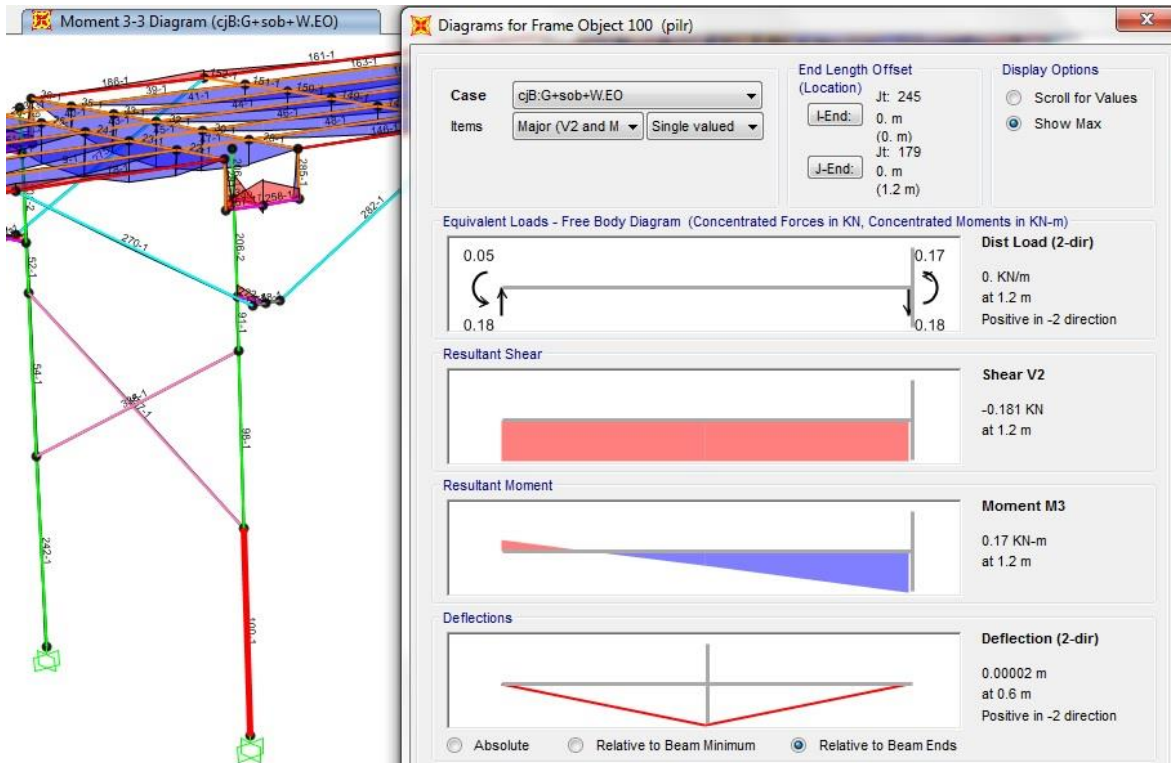 Moment 3-3 Diagram (cjB:G+sob+W.EO)
161-1
186-1
163-1
151-1
39-1
41-1
150-1
44-1
35-1
46-1
48-1
24-1
285-1
258-1
282-1
270-1
206-2
52-1
91-1
54-1
98-1
242-1
100-1
Diagrams for Frame Object 100 (pilr)
X
Case
cjB:G+sob+W.EO
Items
Major (V2 and M
Single valued
End Length Offset
(Location)
I-End:
Jt: 245
0. m
(0. m)
J-End:
Jt: 179
0. m
(1.2 m)
Display Options
Scroll for Values
Show Max
Equivalent Loads - Free Body Diagram (Concentrated Forces in KN, Concentrated Moments in KN-m)
0.05
0.17
0.18
0.18
Dist Load (2-dir)
0. KN/m
at 1.2 m
Positive in -2 direction
Resultant Shear
Shear V2
-0.181 KN
at 1.2 m
Resultant Moment
Moment M3
0.17 KN-m
at 1.2 m
Deflections
Deflection (2-dir)
0.00002 m
at 0.6 m
Positive in -2 direction
Absolute
Relative to Beam Minimum
Relative to Beam Ends